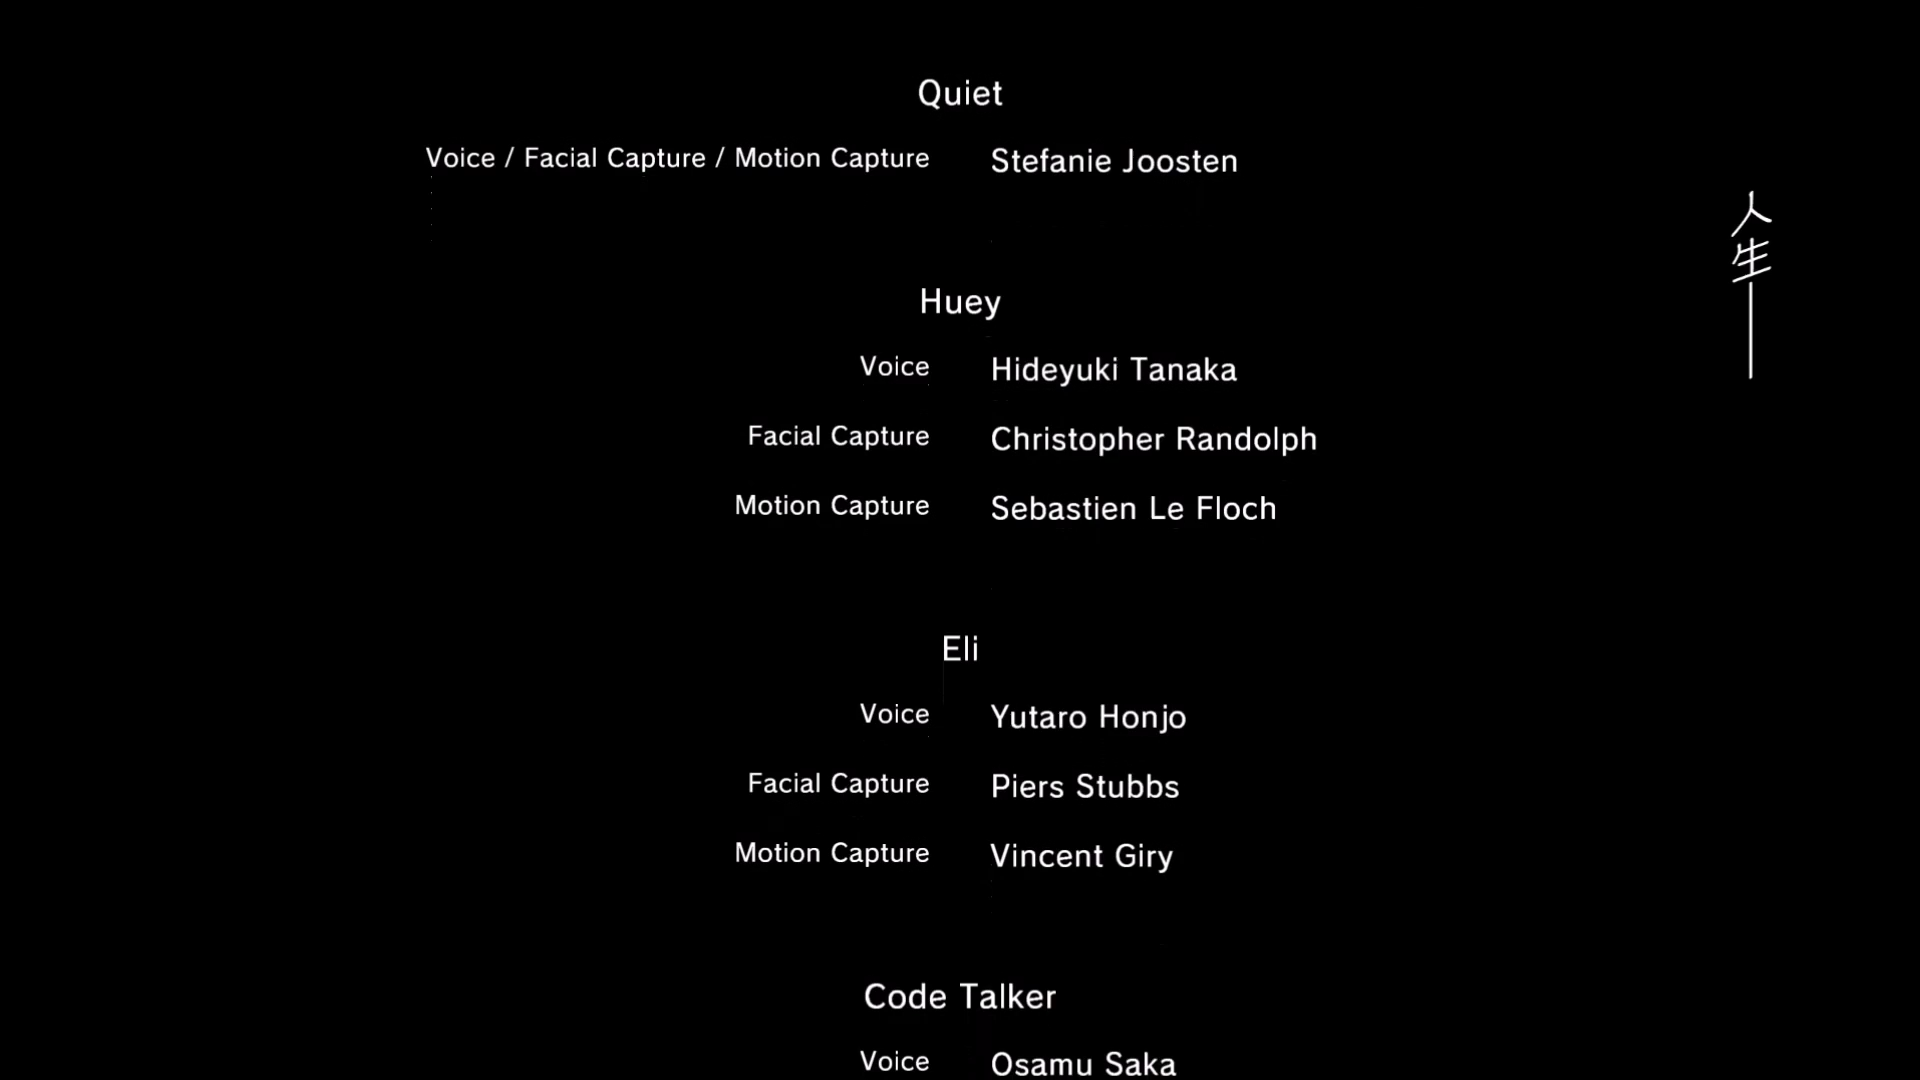 Quiet
Voice / Facial Capture / Motion Capture Stefanie Joosten
Huey
Voice Hideyuki Tanaka
Facial Capture Christopher Randolph
Motion Capture Sebastien Le Floch
Eli
Voice Yutaro Honjo
Facial Capture Piers Stubbs
Motion Capture Vincent Giry
Code Talker
Voice Osamu Saka
人生